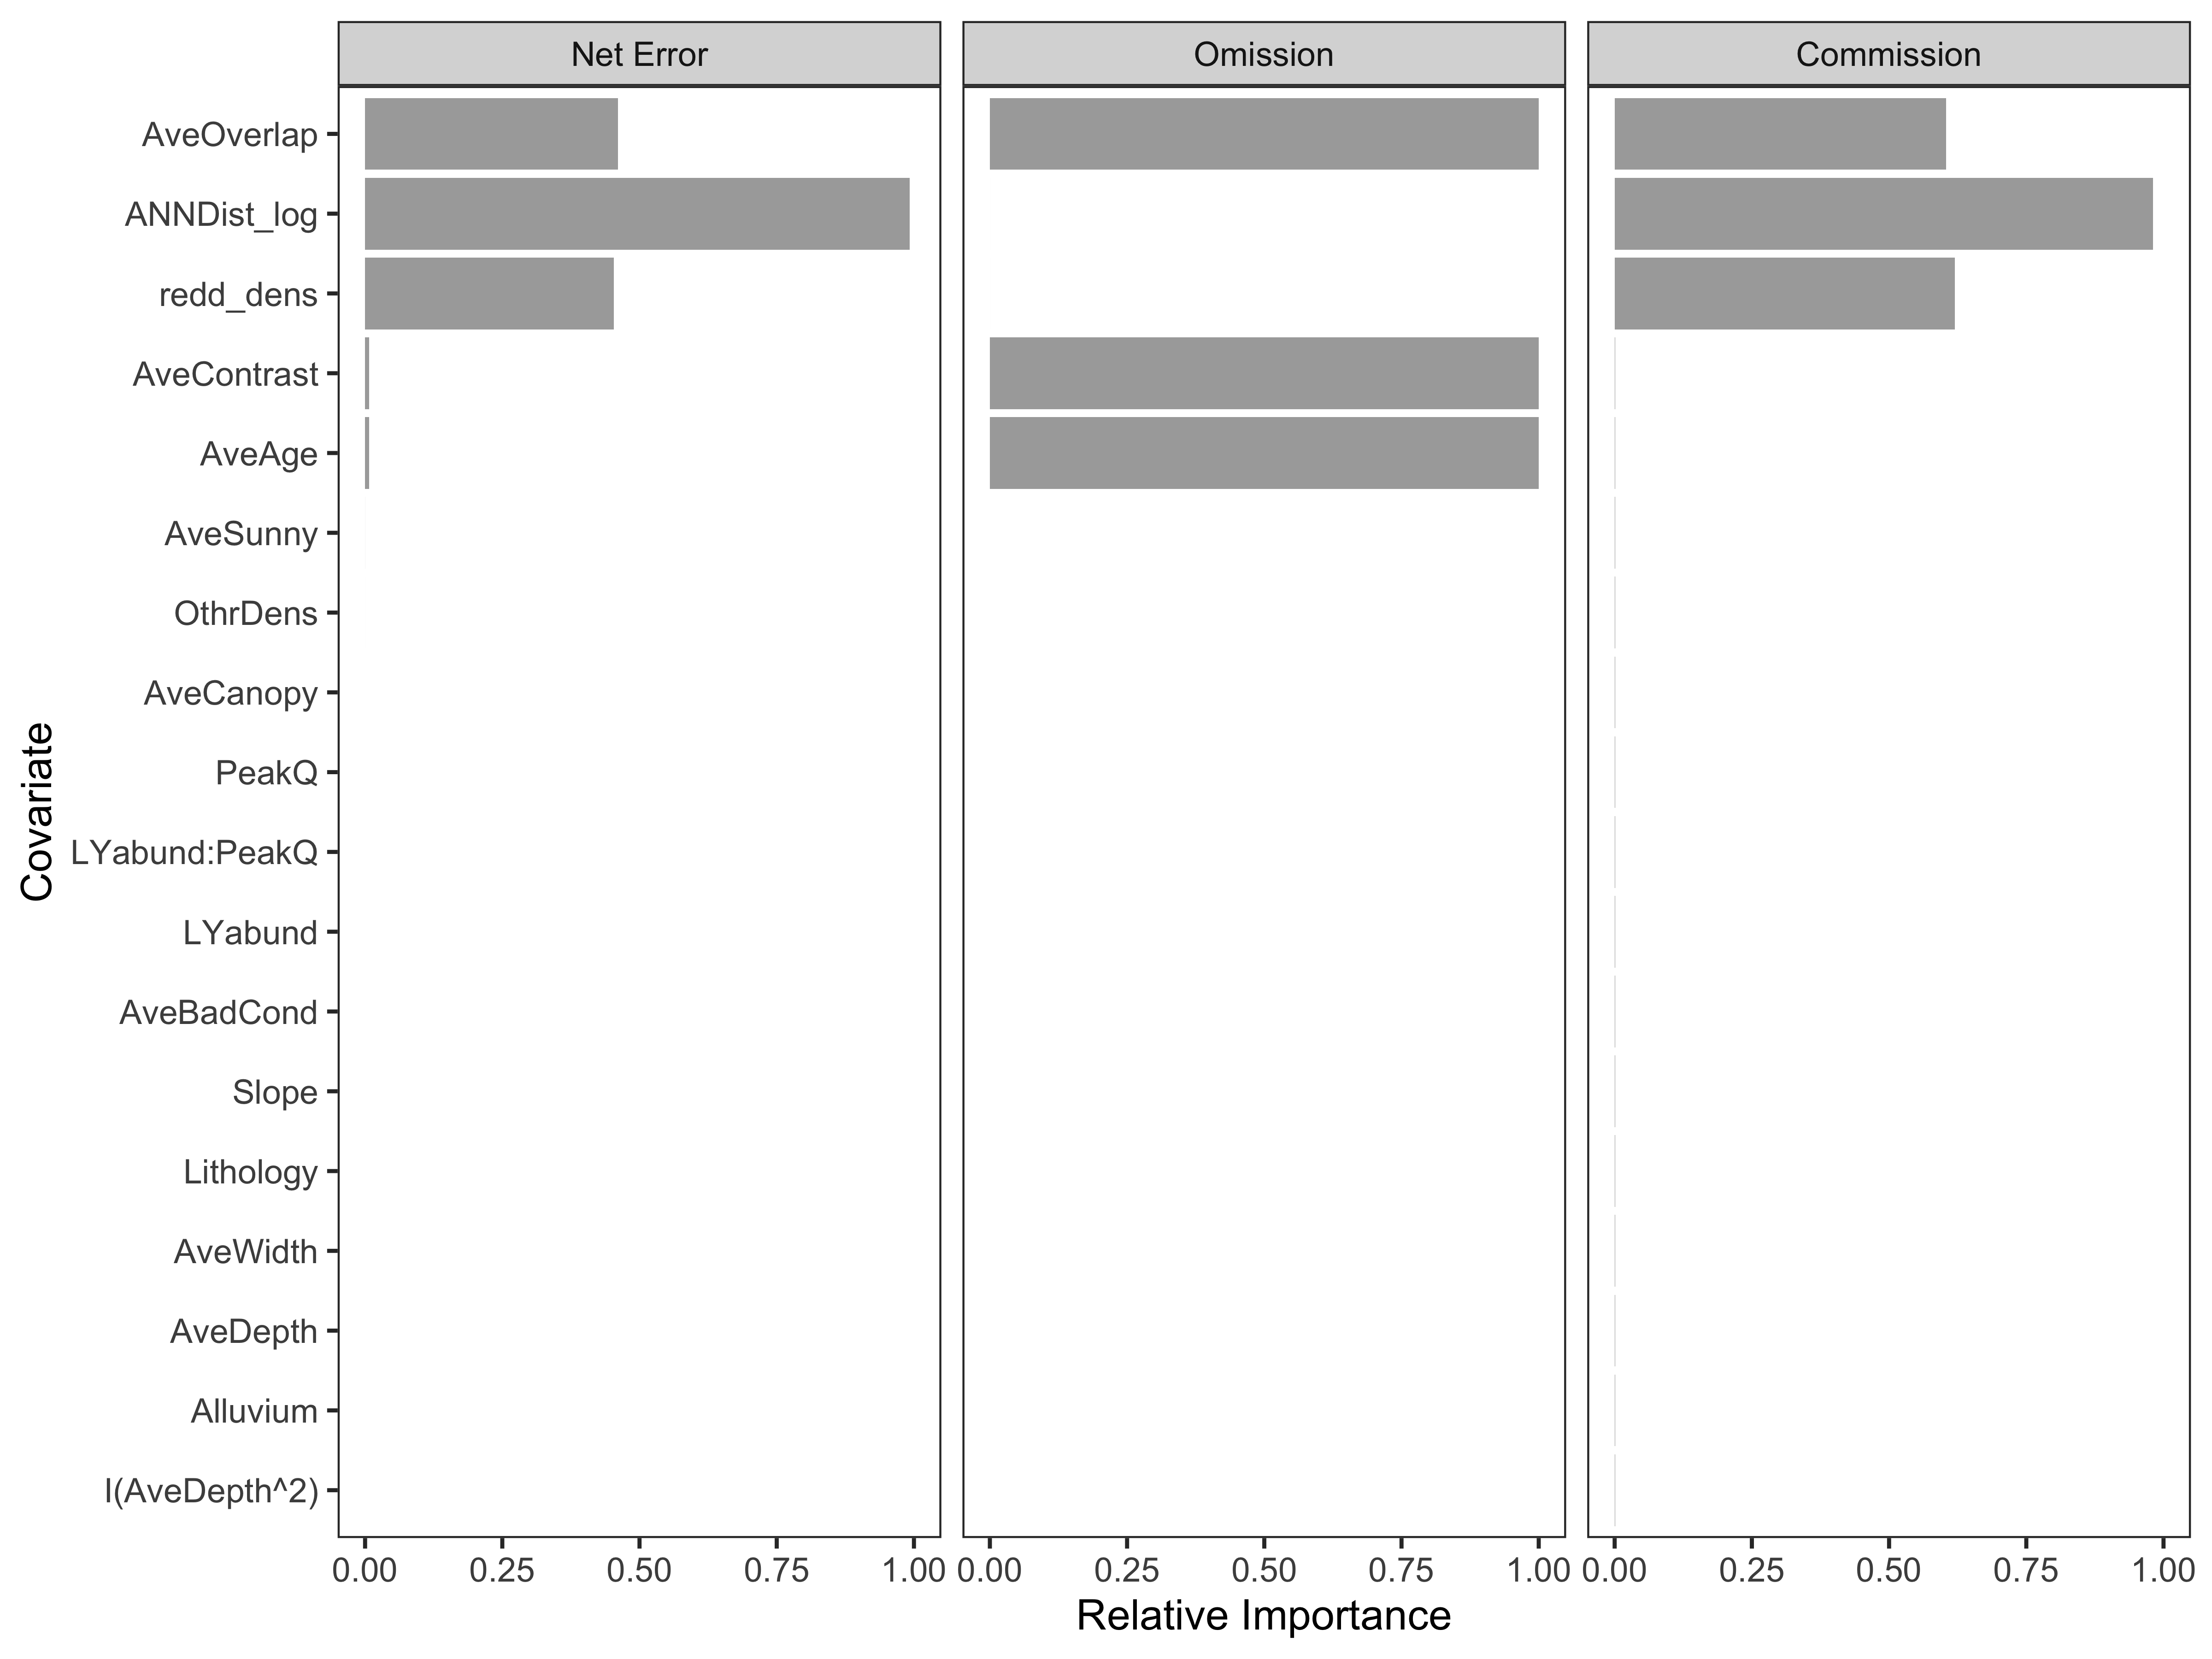 Net Error Omission Commission
AveOverlap
ANNDist_log
redd_dens
AveContrast
AveAge
AveSunny
OthrDens
AveCanopy
PeakQ
LYabund:PeakQ
LYabund
AveBadCond
Slope
Lithology
AveWidth
AveDepth
Alluvium
I(AveDepth^2)
Covariate
0.00 0.25 0.50 0.75 1.00 0.00 0.25 0.50 0.75 1.00 0.00 0.25 0.50 0.75 1.00
Relative Importance